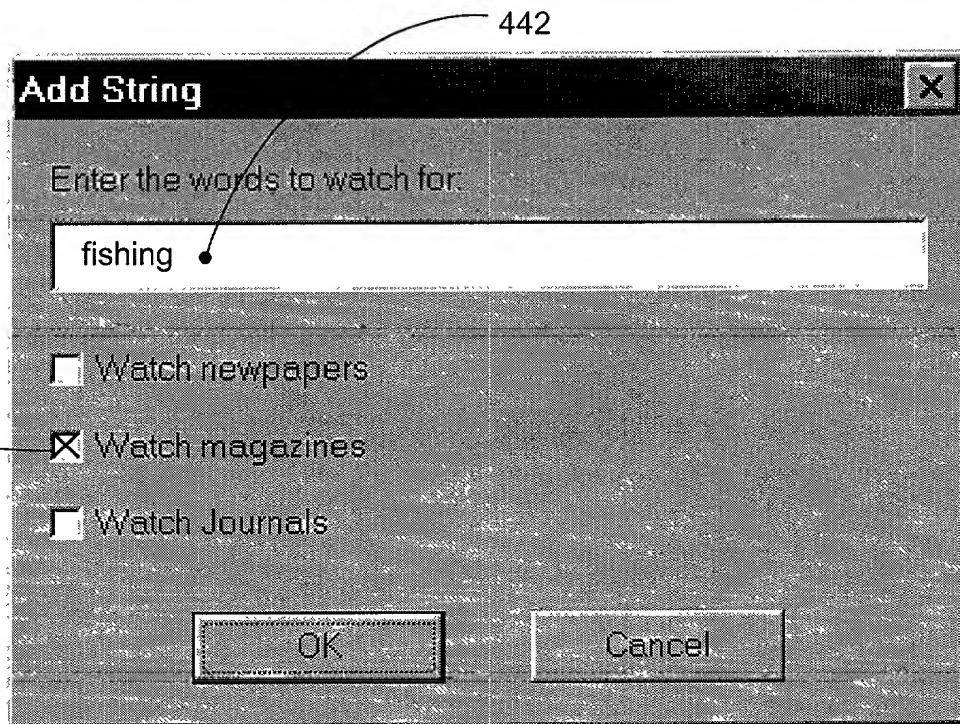 442
Add String
Enter the words to watch for:
fishing
Watch newpapers
Watch magazines
Watch Journals
OK
Cancel